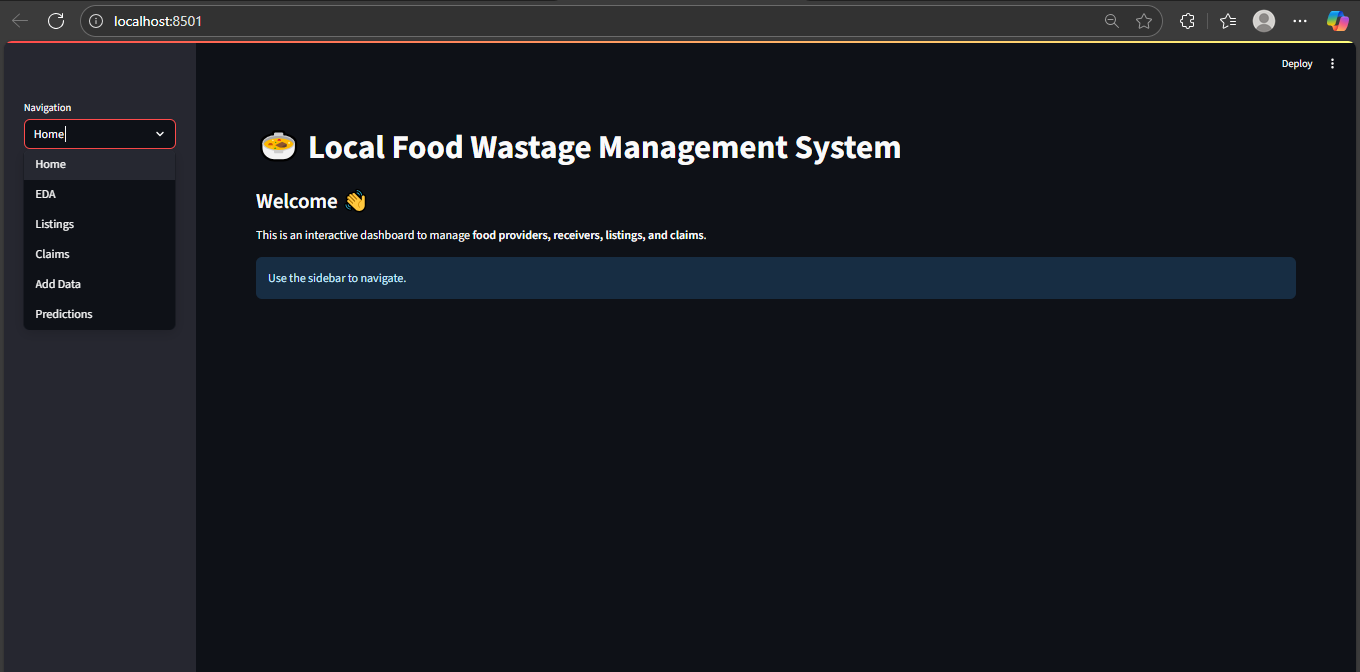 localhost:8501
Deploy
Navigation
Home
Home
EDA
Listings
Claims
Add Data
Predictions
🍲 Local Food Wastage Management System
Welcome 👋
This is an interactive dashboard to manage food providers, receivers, listings, and claims.
Use the sidebar to navigate.